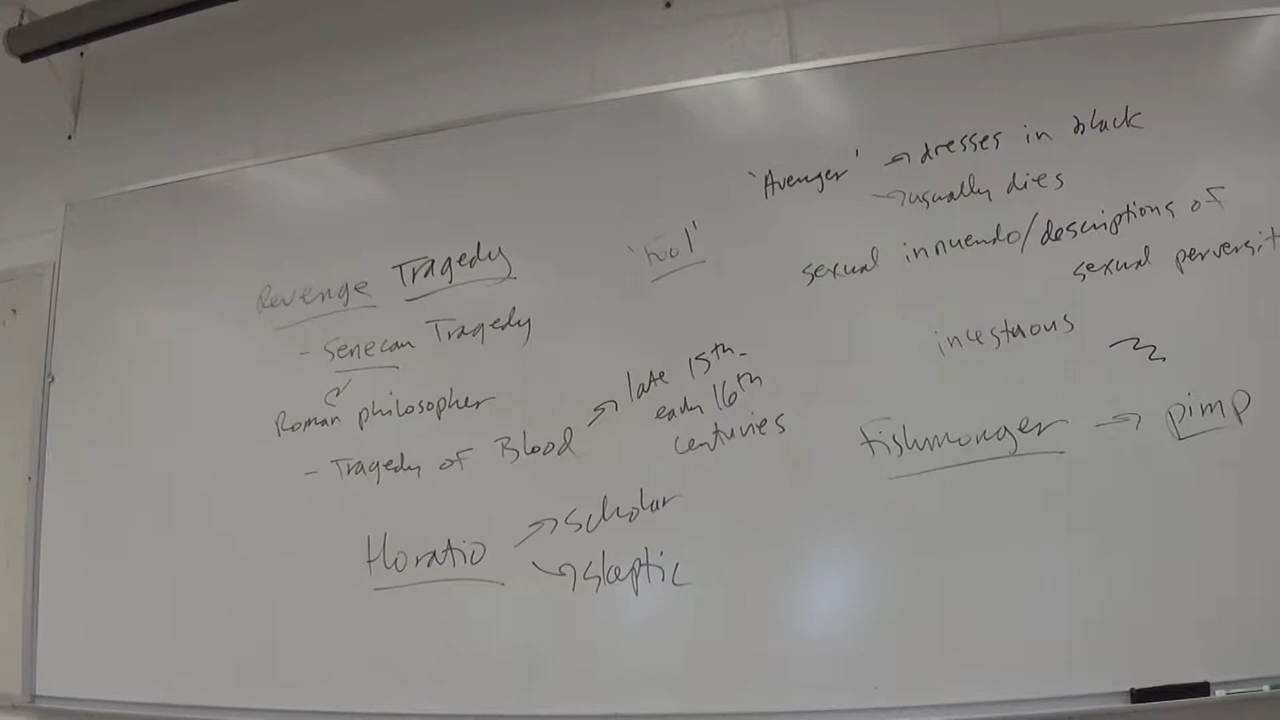 Revenge Tragedy
- Senecan Tragedy
Roman philosopher
- Tragedy of Blood → late 15th-
early 16th
centuries
Horatio → scholar
→ skeptic
'Fool'
'Avenger' → dresses in black
→ usually dies
sexual innuendo/descriptions of
sexual perversit
incestuous
fishmonger → pimp